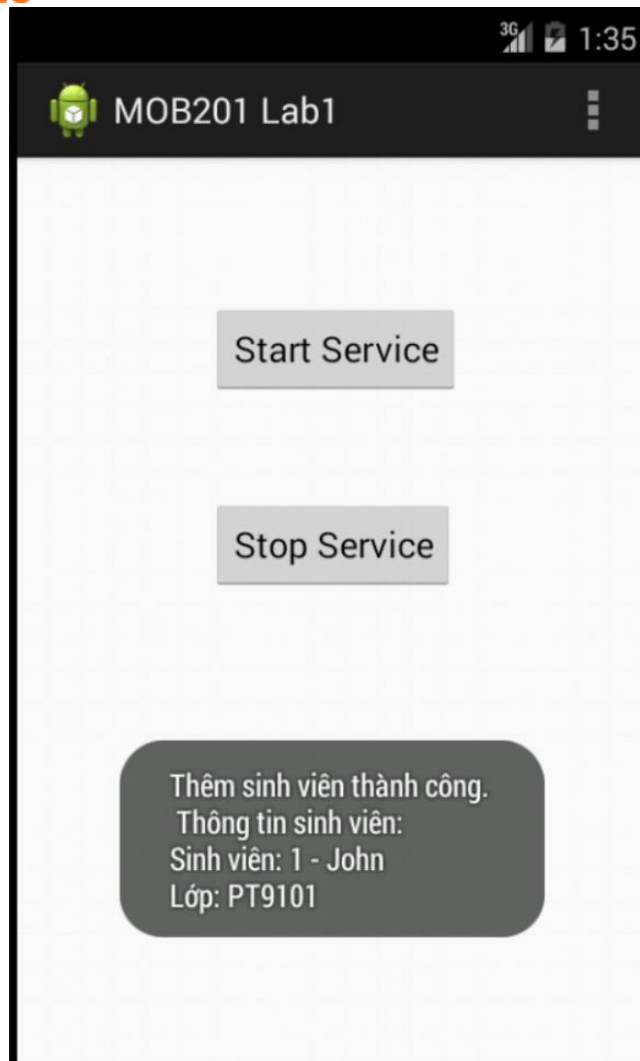 3G 1:35
MOB201 Lab1
Start Service
Stop Service
Thêm sinh viên thành công.
Thông tin sinh viên:
Sinh viên: 1 - John
Lớp: PT9101